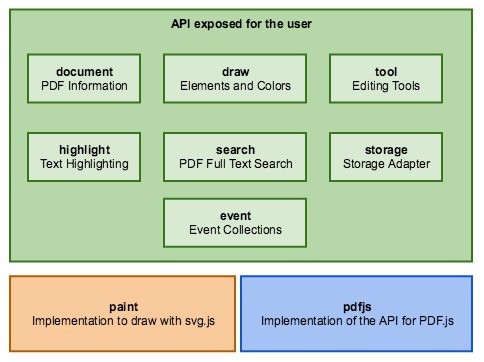 API exposed for the user
document
PDF Information
draw
Elements and Colors
tool
Editing Tools
highlight
Text Highlighting
search
PDF Full Text Search
storage
Storage Adapter
event
Event Collections
paint
Implementation to draw with svg.js
pdfjs
Implementation of the API for PDF.js